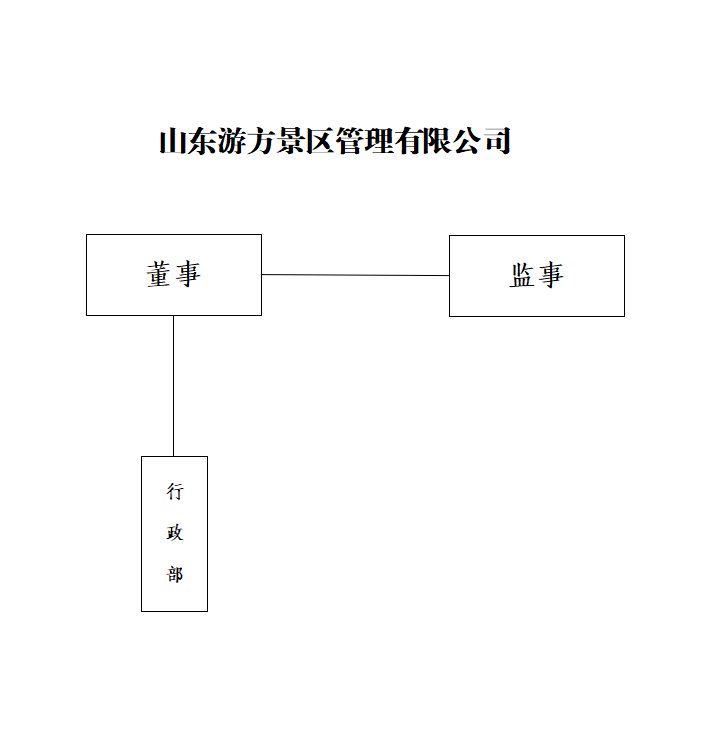 山东游方景区管理有限公司
董事
监事
行
政
部